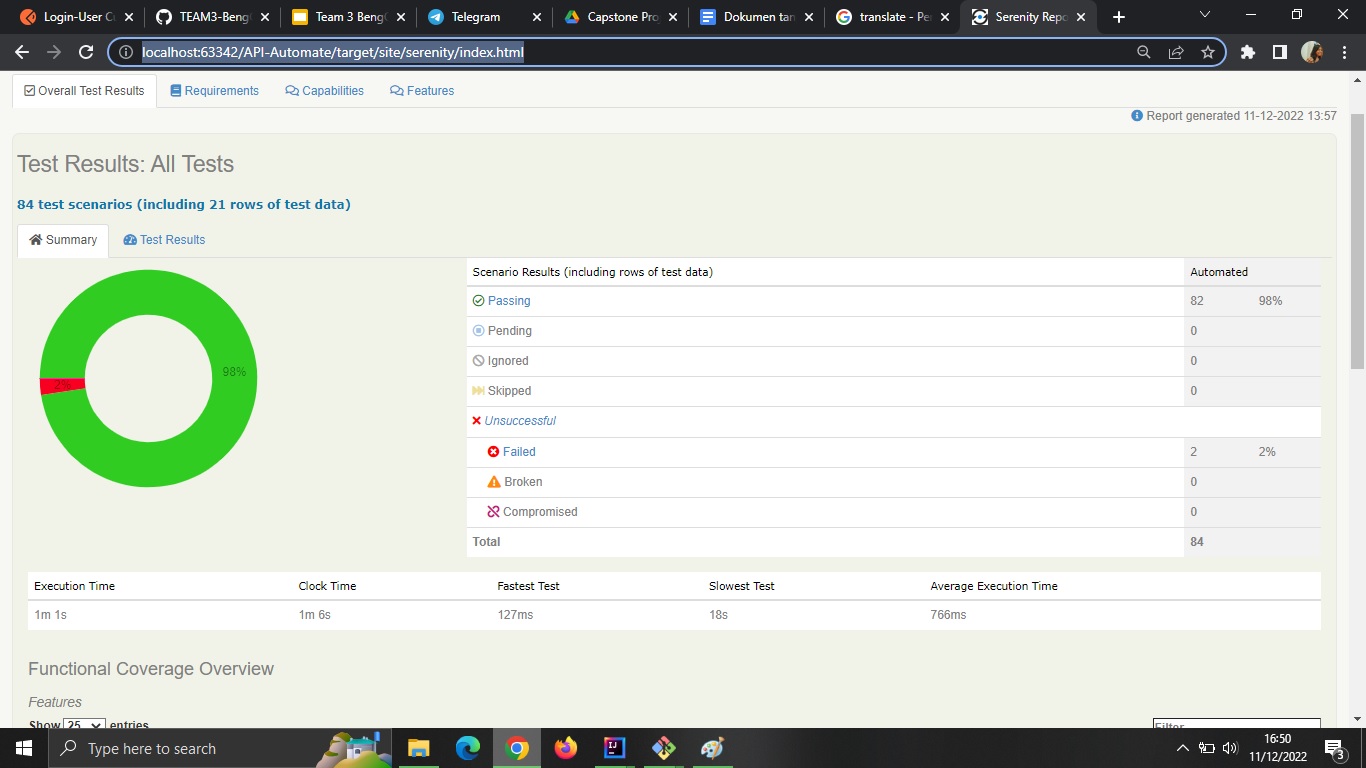 Login-User Cu
TEAM3-Beng
Team 3 Beng
Telegram
Capstone Pro
Dokumen tan
translate - Pe
Serenity Repo
localhost:63342/API-Automate/target/site/serenity/index.html
Overall Test Results
Requirements
Capabilities
Features
Report generated 11-12-2022 13:57
Test Results: All Tests
84 test scenarios (including 21 rows of test data)
Summary
Test Results
Scenario Results (including rows of test data) Automated
Passing 82 98%
Pending 0
Ignored 0
Skipped 0
Unsuccessful
Failed 2 2%
Broken 0
Compromised 0
Total 84
98%
2%
Execution Time Clock Time Fastest Test Slowest Test Average Execution Time
1m 1s 1m 6s 127ms 18s 766ms
Functional Coverage Overview
Features
Show 25 entries
Filter
Type here to search
16:50
11/12/2022
3